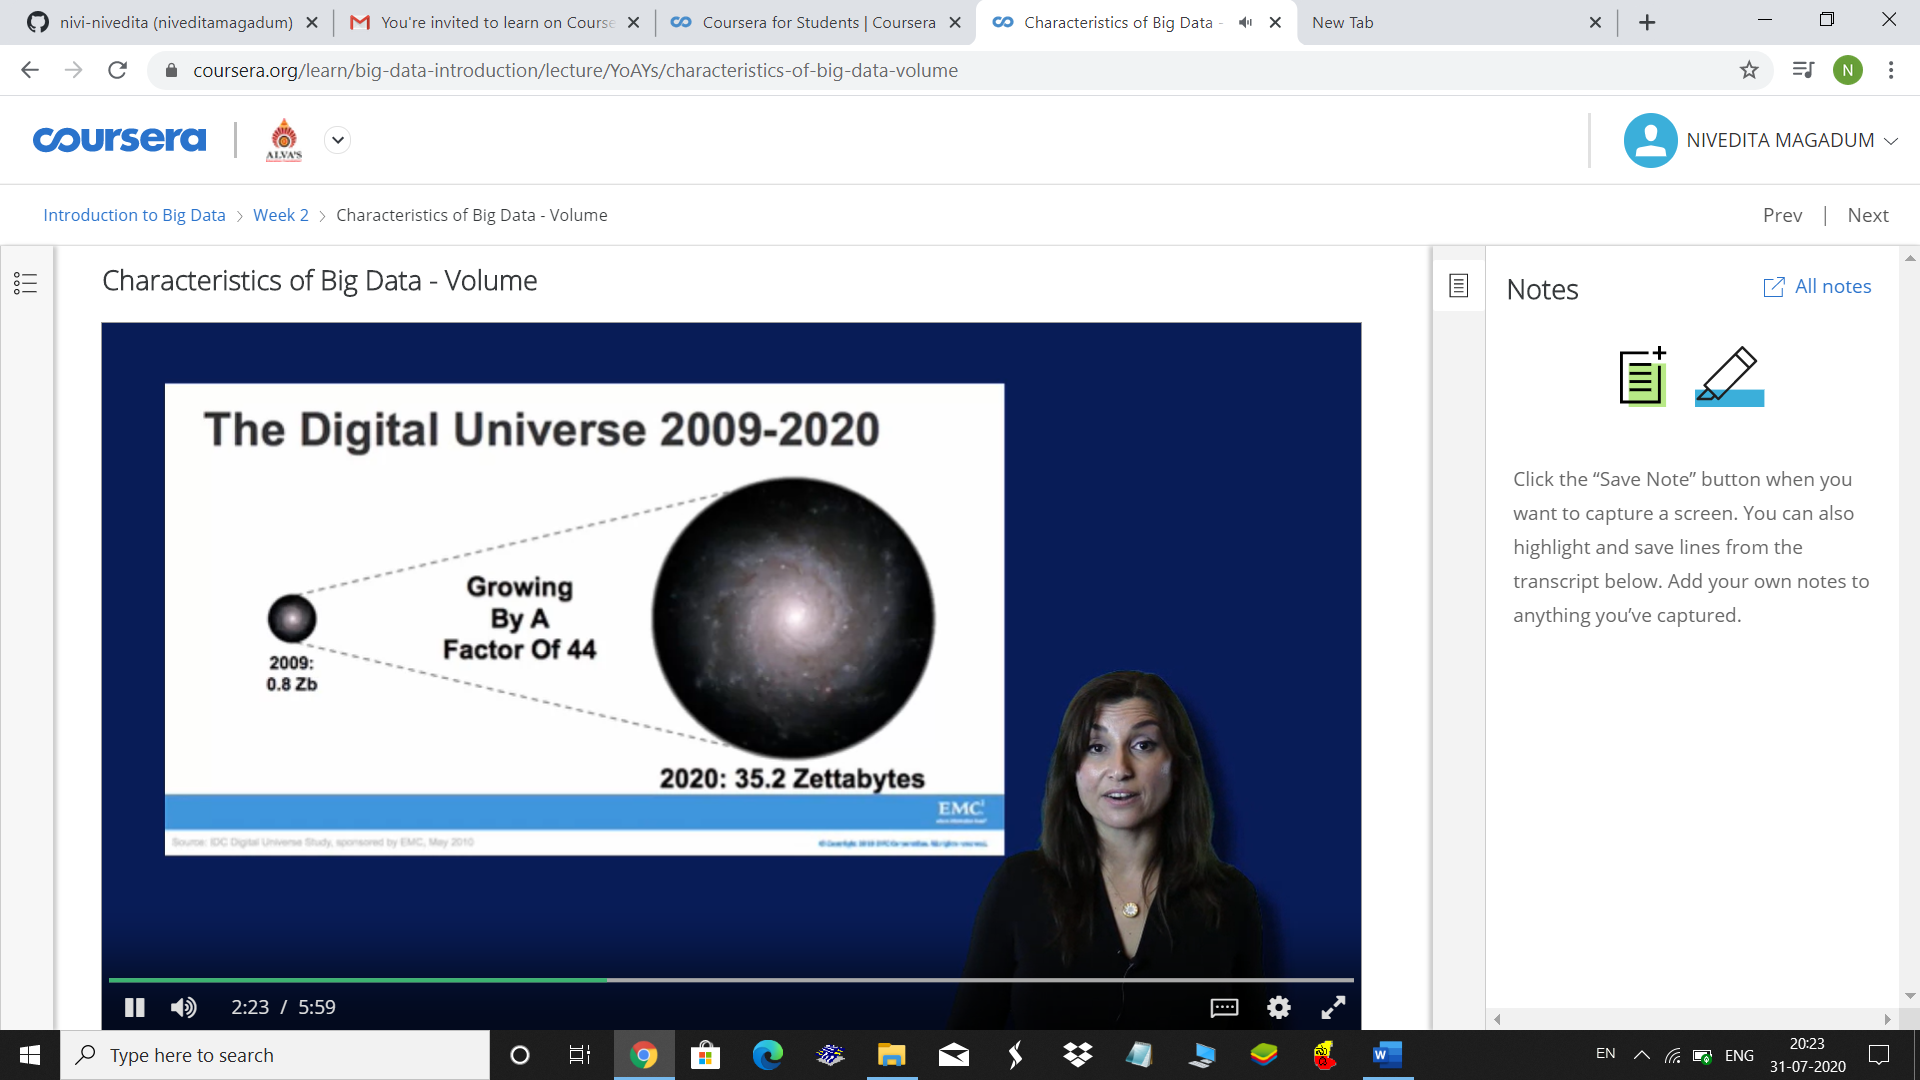 nivi-nivedita (niveditamagadum)
You're invited to learn on Course
Coursera for Students | Coursera
Characteristics of Big Data -
New Tab
coursera.org/learn/big-data-introduction/lecture/YoAYs/characteristics-of-big-data-volume
N
coursera
ALVA'S
NIVEDITA MAGADUM
Introduction to Big Data
Week 2
Characteristics of Big Data - Volume
Prev | Next
Characteristics of Big Data - Volume
Notes
All notes
The Digital Universe 2009-2020
Growing
By A
Factor Of 44
2009:
0.8 Zb
2020: 35.2 Zettabytes
EMC²
Source: IDC Digital Universe Study, sponsored by EMC, May 2010
Click the “Save Note” button when you
want to capture a screen. You can also
highlight and save lines from the
transcript below. Add your own notes to
anything you’ve captured.
2:23 / 5:59
Type here to search
EN
ENG
20:23
31-07-2020